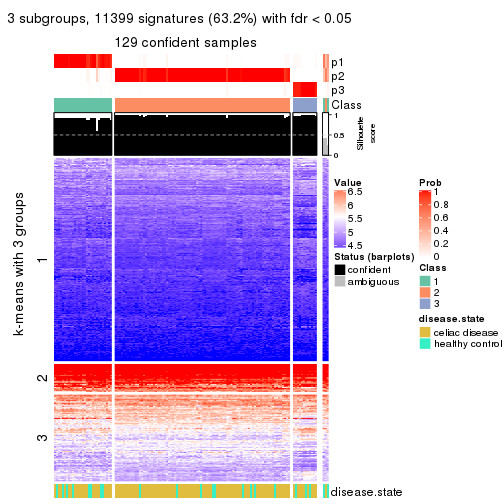 3 subgroups, 11399 signatures (63.2%) with fdr < 0.05
129 confident samples
p1
p2
p3
Class
1
0.5
0
Silhouette
score
k-means with 3 groups
1
2
3
disease.state
Value
6.5
6
5.5
5
4.5
Status (barplots)
confident
ambiguous
Prob
1
0.8
0.6
0.4
0.2
0
Class
1
2
3
disease.state
celiac disease
healthy control